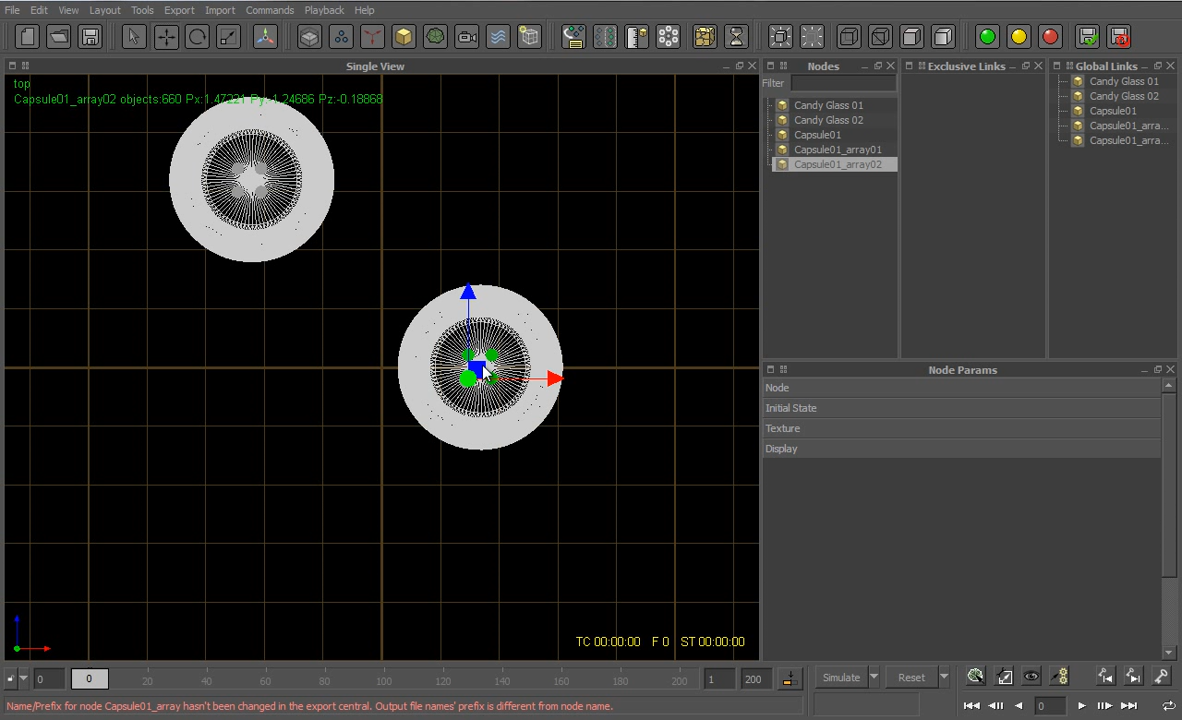 File Edit View Layout Tools Export Import Commands Playback Help
Single View
top
Capsule01_array02 objects:660 Px:1.47221 Py:-1.24686 Pz:-0.18868
TC 00:00:00 F 0 ST 00:00:00
Nodes
Filter
Candy Glass 01
Candy Glass 02
Capsule01
Capsule01_array01
Capsule01_array02
Exclusive Links
Global Links
Candy Glass 01
Candy Glass 02
Capsule01
Capsule01_arra...
Capsule01_arra...
Node Params
Node
Initial State
Texture
Display
0 0 20 40 60 80 100 120 140 160 180 200 1 200
Simulate Reset
Name/Prefix for node Capsule01_array hasn't been changed in the export central. Output file names' prefix is different from node name.
0